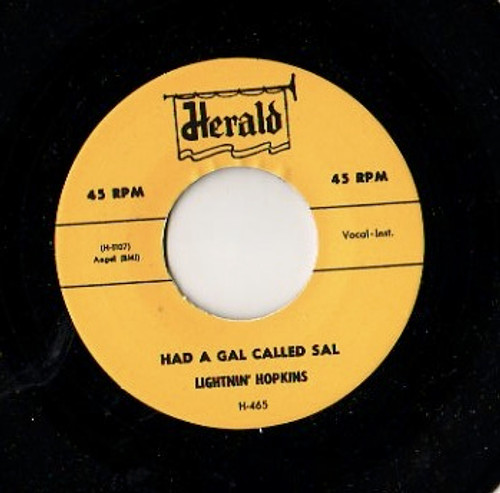 Herald
45 RPM
45 RPM
(H-1107)
Angel (BMI)
Vocal-Inst.
HAD A GAL CALLED SAL
LIGHTNIN' HOPKINS
H-465